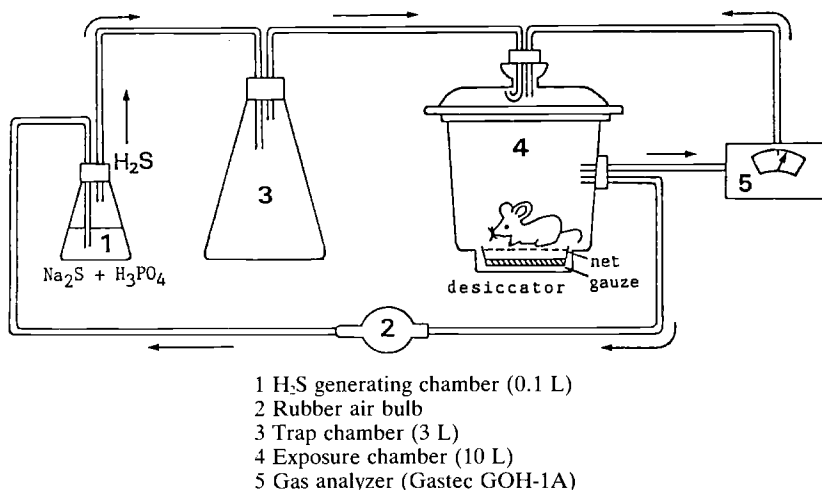 H₂S
1
Na₂S + H₃PO₄
3
4
5
net
gauze
desiccator
2
1 H₂S generating chamber (0.1 L)
2 Rubber air bulb
3 Trap chamber (3 L)
4 Exposure chamber (10 L)
5 Gas analyzer (Gastec GOH-1A)